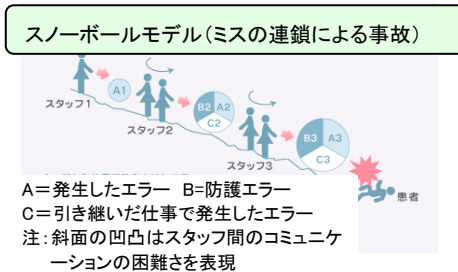 スノーボールモデル（ミスの連鎖による事故）
A1
スタッフ1
B2 A2
C2
スタッフ2
B3 A3
C3
スタッフ3
患者
A＝発生したエラー B=防護エラー
C＝引き継いだ仕事で発生したエラー
注：斜面の凹凸はスタッフ間のコミュニケ
ーションの困難さを表現